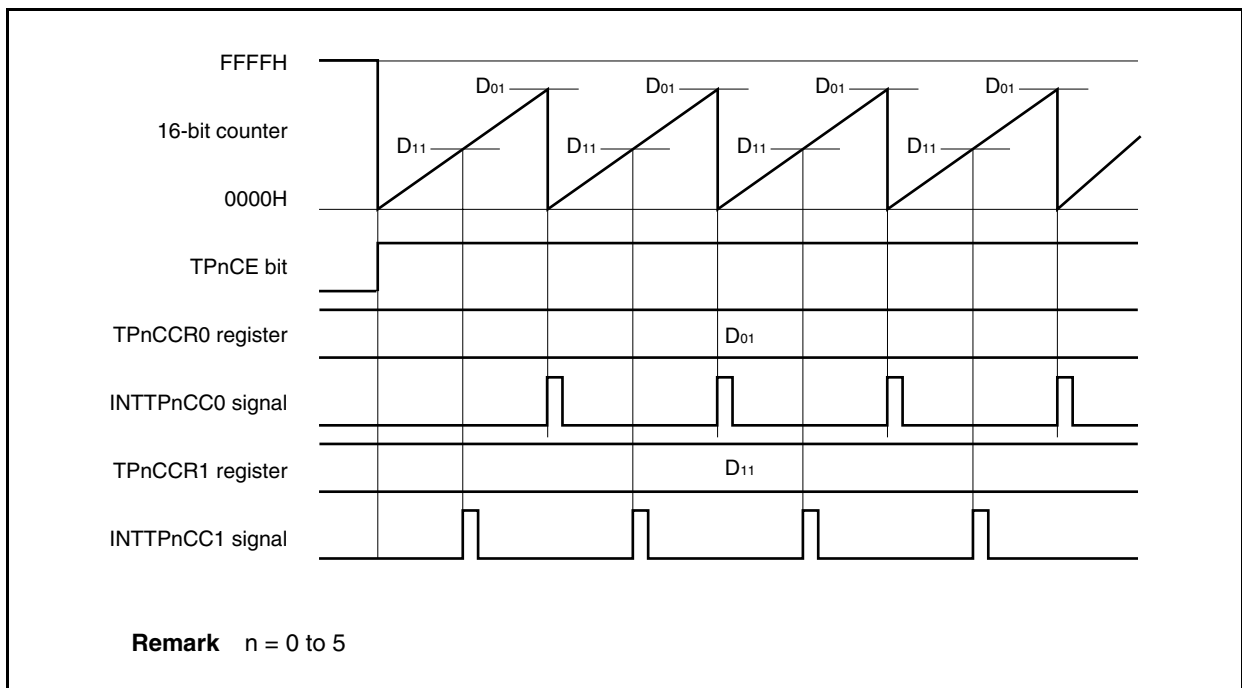 FFFFH
D01 D01 D01 D01
16-bit counter
D11 D11 D11 D11
0000H
TPnCE bit
TPnCCR0 register D01
INTTPnCC0 signal
TPnCCR1 register D11
INTTPnCC1 signal
Remark n = 0 to 5